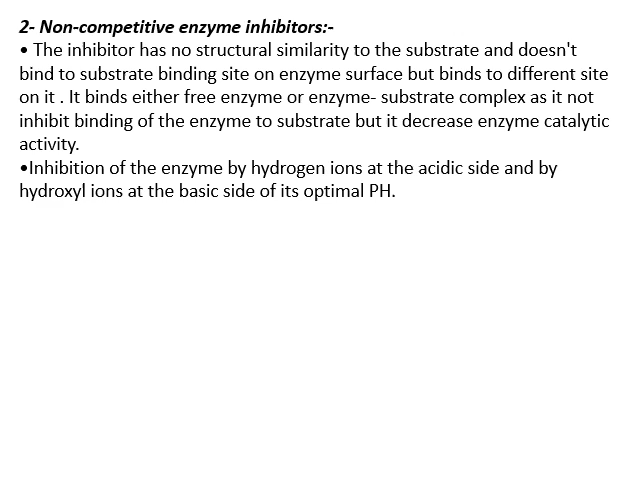 2- Non-competitive enzyme inhibitors:-
• The inhibitor has no structural similarity to the substrate and doesn't
bind to substrate binding site on enzyme surface but binds to different site
on it . It binds either free enzyme or enzyme- substrate complex as it not
inhibit binding of the enzyme to substrate but it decrease enzyme catalytic
activity.
•Inhibition of the enzyme by hydrogen ions at the acidic side and by
hydroxyl ions at the basic side of its optimal PH.